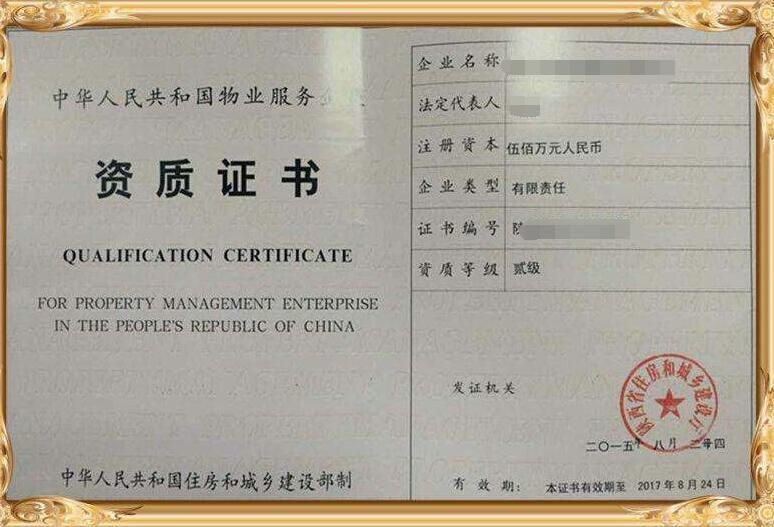 中华人民共和国物业服务
资质证书
QUALIFICATION CERTIFICATE
FOR PROPERTY MANAGEMENT ENTERPRISE
IN THE PEOPLE'S REPUBLIC OF CHINA
中华人民共和国住房和城乡建设部制
企业名称
法定代表人
注册资本 伍佰万元人民币
企业类型 有限责任
证书编号 陕
资质等级 贰级
陕西省住房和城乡建设厅
发证机关
二〇一五年八月二十四
有效期： 本证书有效期至 2017年8月24日